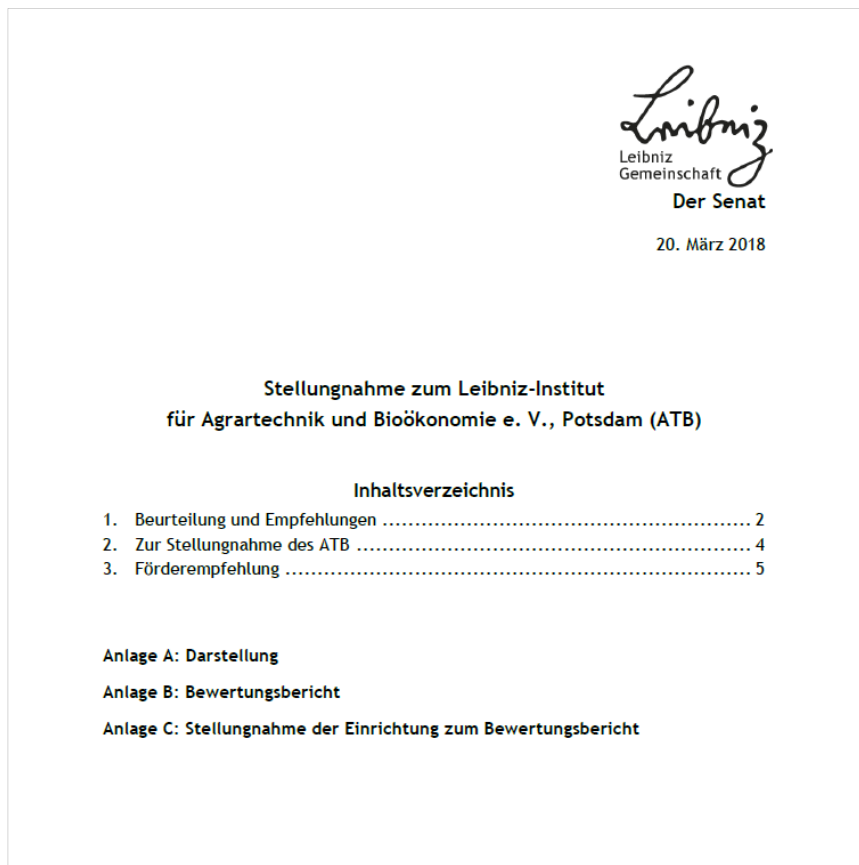 Leibniz
Leibniz
Gemeinschaft
Der Senat
20. März 2018
Stellungnahme zum Leibniz-Institut
für Agrartechnik und Bioökonomie e. V., Potsdam (ATB)
Inhaltsverzeichnis
1. Beurteilung und Empfehlungen ........................................................ 2
2. Zur Stellungnahme des ATB ............................................................ 4
3. Förderempfehlung ....................................................................... 5
Anlage A: Darstellung
Anlage B: Bewertungsbericht
Anlage C: Stellungnahme der Einrichtung zum Bewertungsbericht